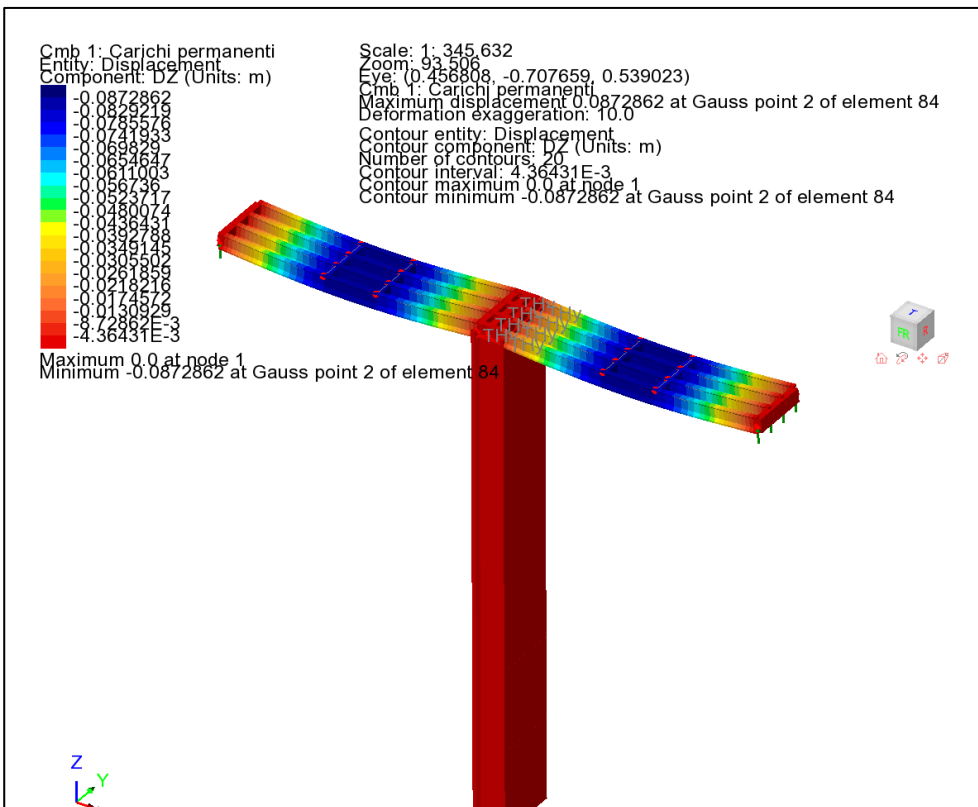 Cmb 1: Carichi permanenti
Entity: Displacement
Component: DZ (Units: m)
-0.0872862
-0.0829219
-0.0785576
-0.0741933
-0.069829
-0.0654647
-0.0611003
-0.056736
-0.0523717
-0.0480074
-0.0436431
-0.0392788
-0.0349145
-0.0305502
-0.0261859
-0.0218216
-0.0174572
-0.0130929
-8.72862E-3
-4.36431E-3
Maximum 0.0 at node 1
Minimum -0.0872862 at Gauss point 2 of element 84
Scale: 1: 345.632
Zoom: 93.506
Eye: (0.456808, -0.707659, 0.539023)
Cmb 1: Carichi permanenti
Maximum displacement 0.0872862 at Gauss point 2 of element 84
Deformation exaggeration: 10.0
Contour entity: Displacement
Contour component: DZ (Units: m)
Number of contours: 20
Contour interval: 4.36431E-3
Contour maximum 0.0 at node 1
Contour minimum -0.0872862 at Gauss point 2 of element 84
FR
R
Z
Y